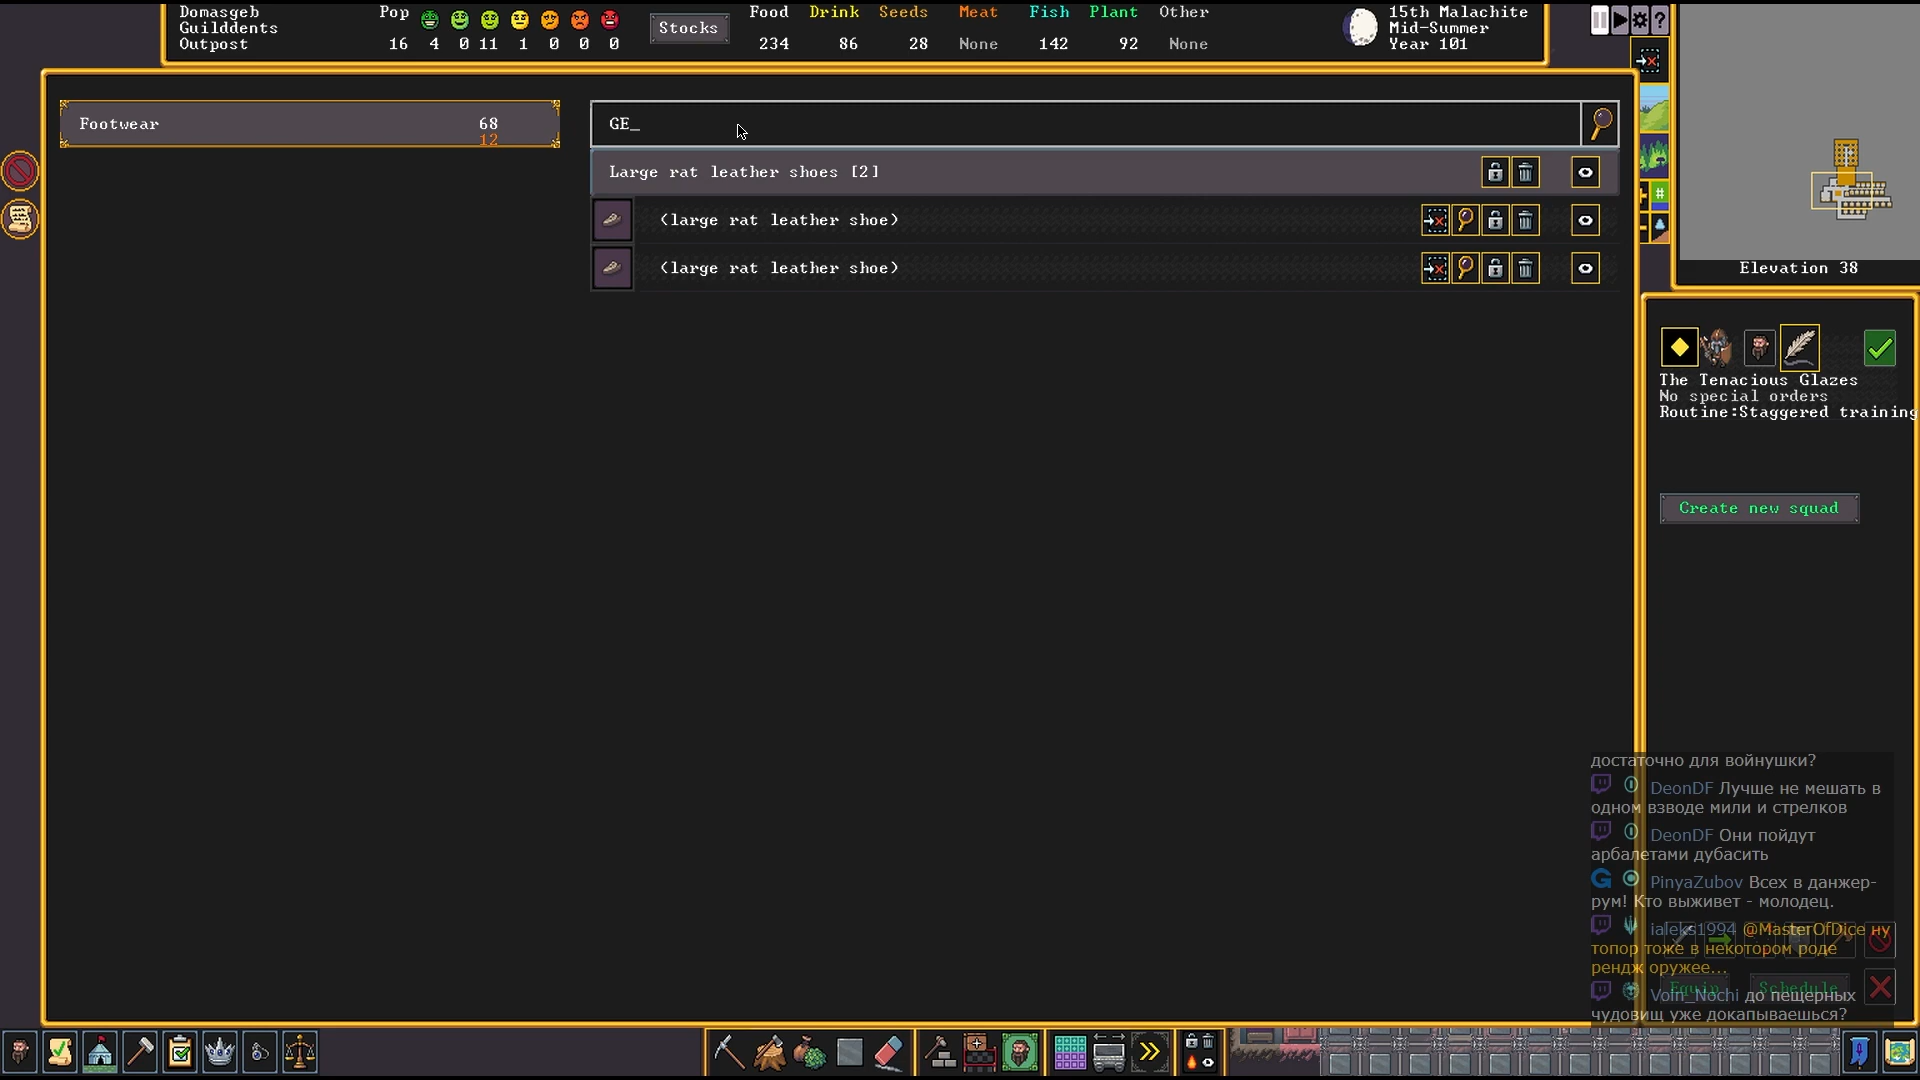 Domasgeb
Guilddents
Outpost
Pop
16 4 0 11 1 0 0 0
Stocks
Food Drink Seeds Meat Fish Plant Other
234 86 28 None 142 92 None
15th Malachite
Mid-Summer
Year 101
?
Footwear 68
12
GE_
Large rat leather shoes [2]
(large rat leather shoe)
(large rat leather shoe)
Elevation 38
The Tenacious Glazes
No special orders
Routine:Staggered training
Create new squad
достаточно для войнушки?
DeonDF Лучше не мешать в
одном взводе мили и стрелков
DeonDF Они пойдут
арбалетами дубасить
PinyaZubov Всех в данжер-
рум! Кто выживет - молодец.
ialeks1994 @MasterOfDice ну
топор тоже в некотором роде
рендж оружее...
Equip Schedule
Voin_Nochi до пещерных
чудовищ уже докапываешься?